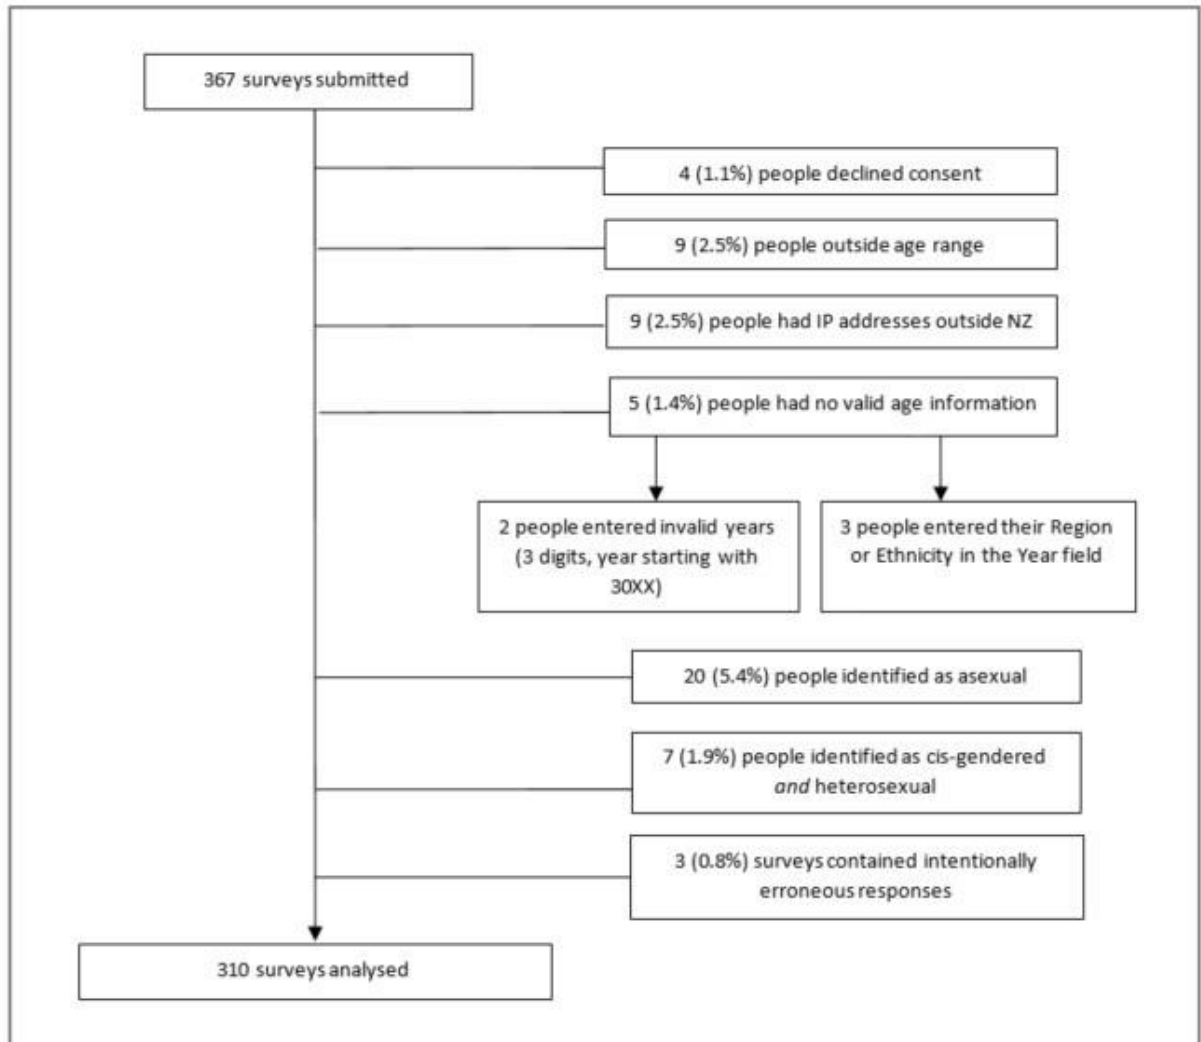 367 surveys submitted
4 (1.1%) people declined consent
9 (2.5%) people outside age range
9 (2.5%) people had IP addresses outside NZ
5 (1.4%) people had no valid age information
2 people entered invalid years
(3 digits, year starting with
30XX)
3 people entered their Region
or Ethnicity in the Year field
20 (5.4%) people identified as asexual
7 (1.9%) people identified as cis-gendered
and heterosexual
3 (0.8%) surveys contained intentionally
erroneous responses
310 surveys analysed